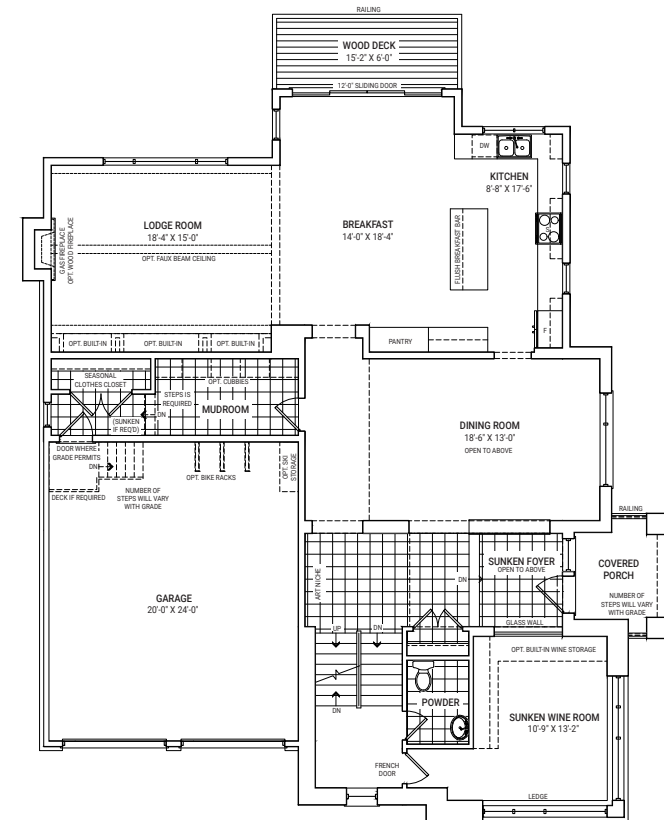 RAILING
WOOD DECK
15'-2" X 6'-0"
12'-0" SLIDING DOOR
DW
KITCHEN
8'-8" X 17'-6"
LODGE ROOM
18'-4" X 15'-0"
OPT. FAUX BEAM CEILING
GAS FIREPLACE
OPT. WOOD FIREPLACE
BREAKFAST
14'-0" X 18'-4"
FLUSH BREAKFAST BAR
F
PANTRY
OPT. BUILT-IN
OPT. BUILT-IN
OPT. BUILT-IN
SEASONAL
CLOTHES CLOSET
OPT. CUBBIES
STEPS IS
REQUIRED
MUDROOM
DN
(SUNKEN
IF REQ'D)
DINING ROOM
18'-6" X 13'-0"
OPEN TO ABOVE
DOOR WHERE
GRADE PERMITS
DN
DECK IF REQUIRED
NUMBER OF
STEPS WILL VARY
WITH GRADE
OPT. BIKE RACKS
OPT. SKI
STORAGE
RAILING
SUNKEN FOYER
OPEN TO ABOVE
DN
COVERED
PORCH
NUMBER OF
STEPS WILL VARY
WITH GRADE
ART NICHE
GARAGE
20'-0" X 24'-0"
GLASS WALL
UP
DN
OPT. BUILT-IN WINE STORAGE
POWDER
DN
SUNKEN WINE ROOM
10'-9" X 13'-2"
FRENCH
DOOR
LEDGE